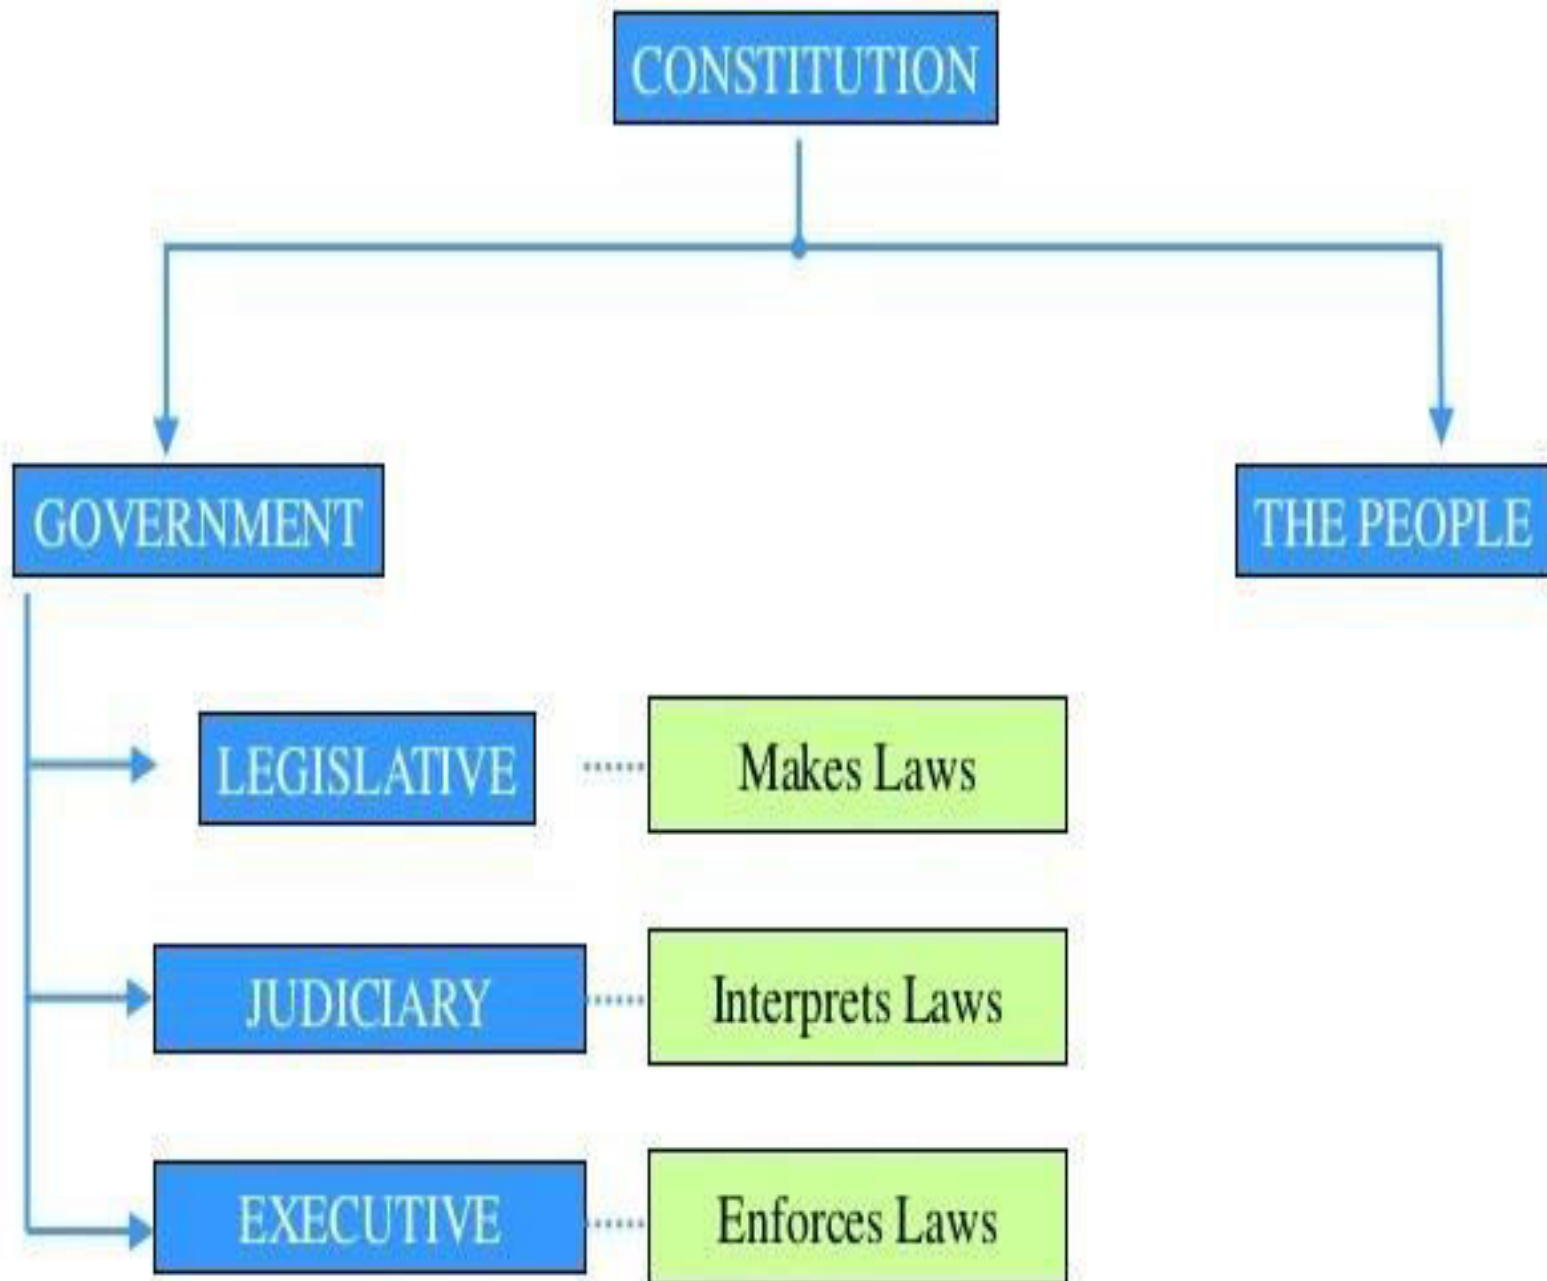 CONSTITUTION
GOVERNMENT
THE PEOPLE
LEGISLATIVE
Makes Laws
JUDICIARY
Interprets Laws
EXECUTIVE
Enforces Laws